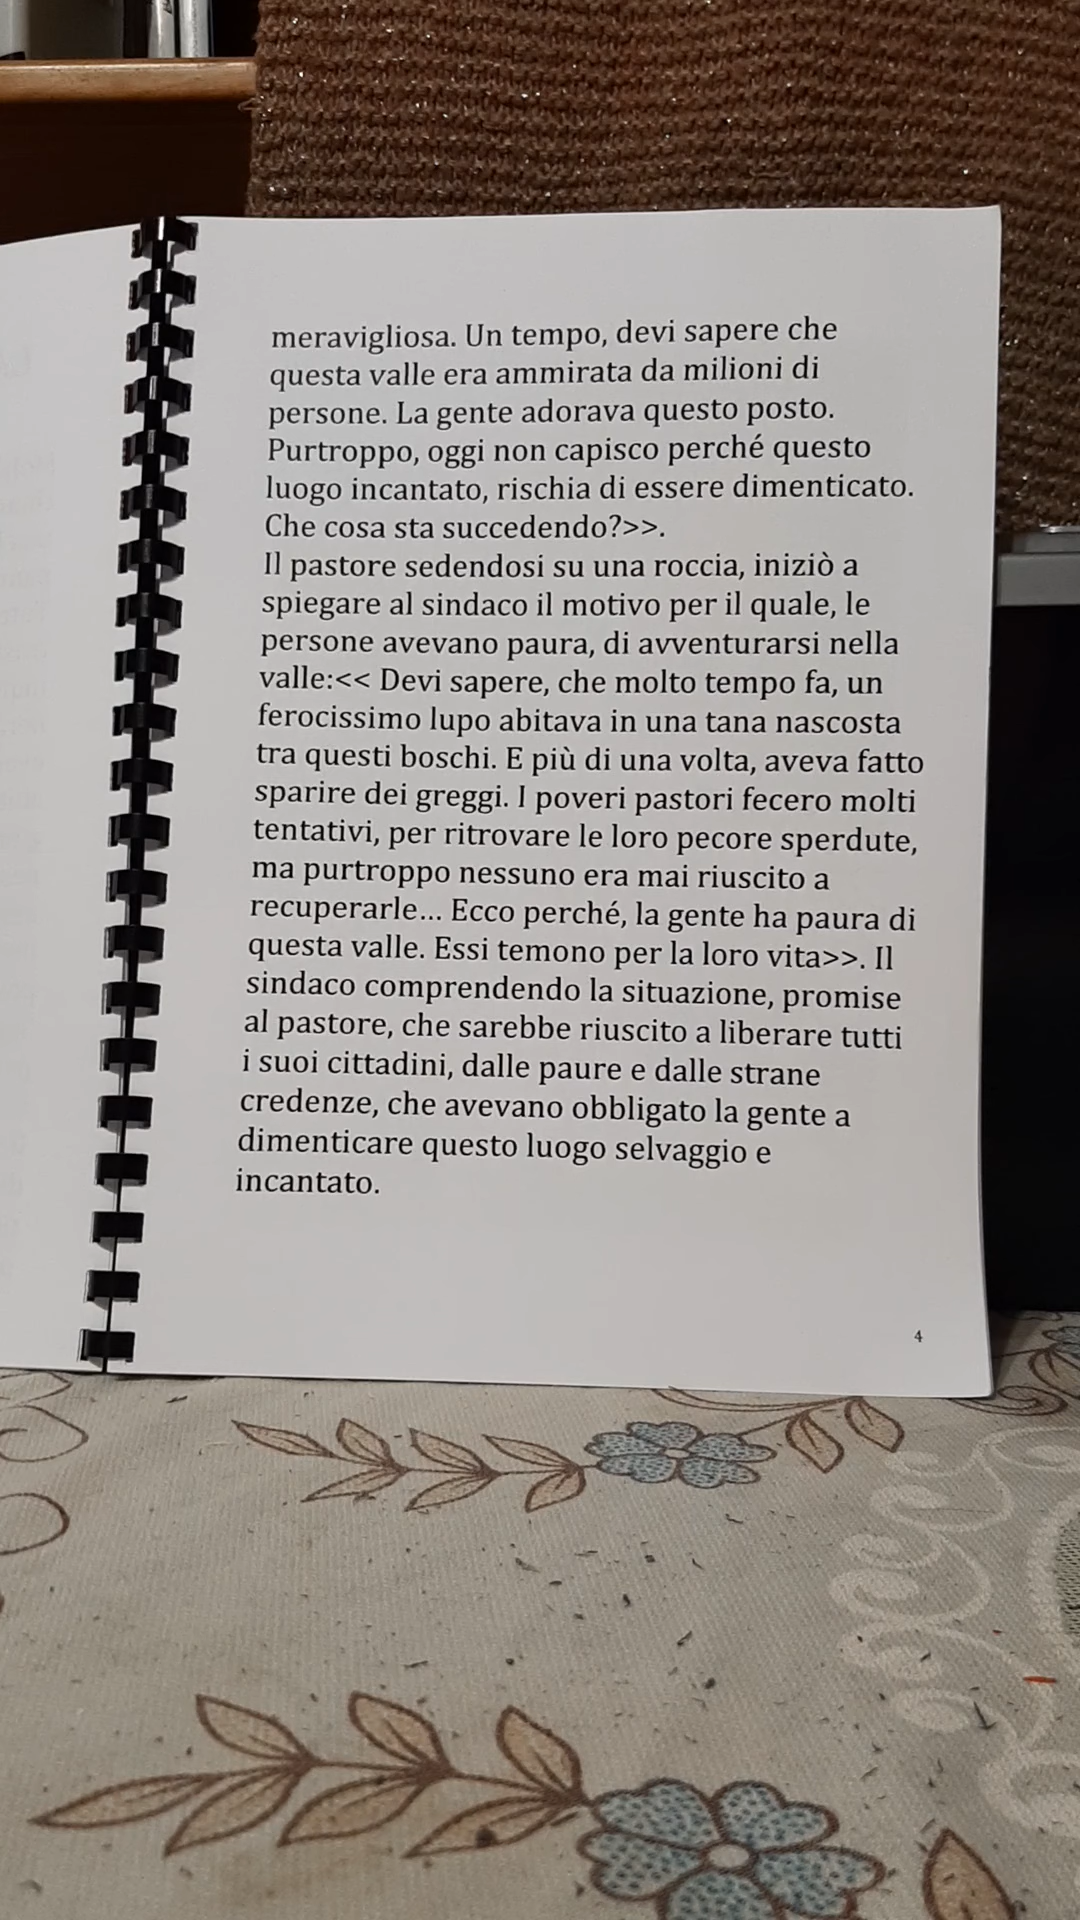 meravigliosa. Un tempo, devi sapere che
questa valle era ammirata da milioni di
persone. La gente adorava questo posto.
Purtroppo, oggi non capisco perché questo
luogo incantato, rischia di essere dimenticato.
Che cosa sta succedendo?>>.
Il pastore sedendosi su una roccia, iniziò a
spiegare al sindaco il motivo per il quale, le
persone avevano paura, di avventurarsi nella
valle:<< Devi sapere, che molto tempo fa, un
ferocissimo lupo abitava in una tana nascosta
tra questi boschi. E più di una volta, aveva fatto
sparire dei greggi. I poveri pastori fecero molti
tentativi, per ritrovare le loro pecore sperdute,
ma purtroppo nessuno era mai riuscito a
recuperarle... Ecco perché, la gente ha paura di
questa valle. Essi temono per la loro vita>>. Il
sindaco comprendendo la situazione, promise
al pastore, che sarebbe riuscito a liberare tutti
i suoi cittadini, dalle paure e dalle strane
credenze, che avevano obbligato la gente a
dimenticare questo luogo selvaggio e
incantato.
4